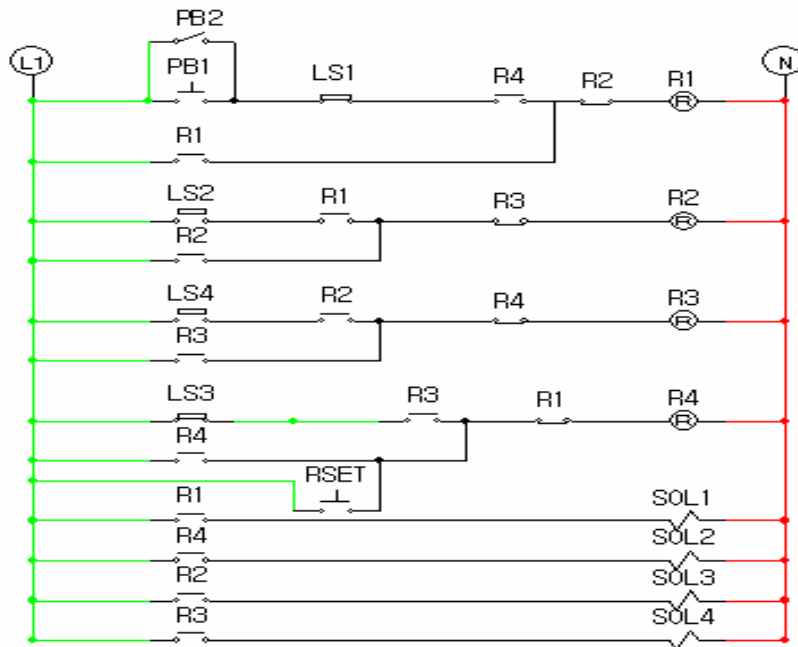 PB2
L1 PB1 LS1 R4 R2 R1 N
R
R1
LS2 R1 R3 R2
R
R2
LS4 R2 R4 R3
R
R3
LS3 R3 R1 R4
R
R4
RSET
R1 SOL1
R4 SOL2
R2 SOL3
R3 SOL4